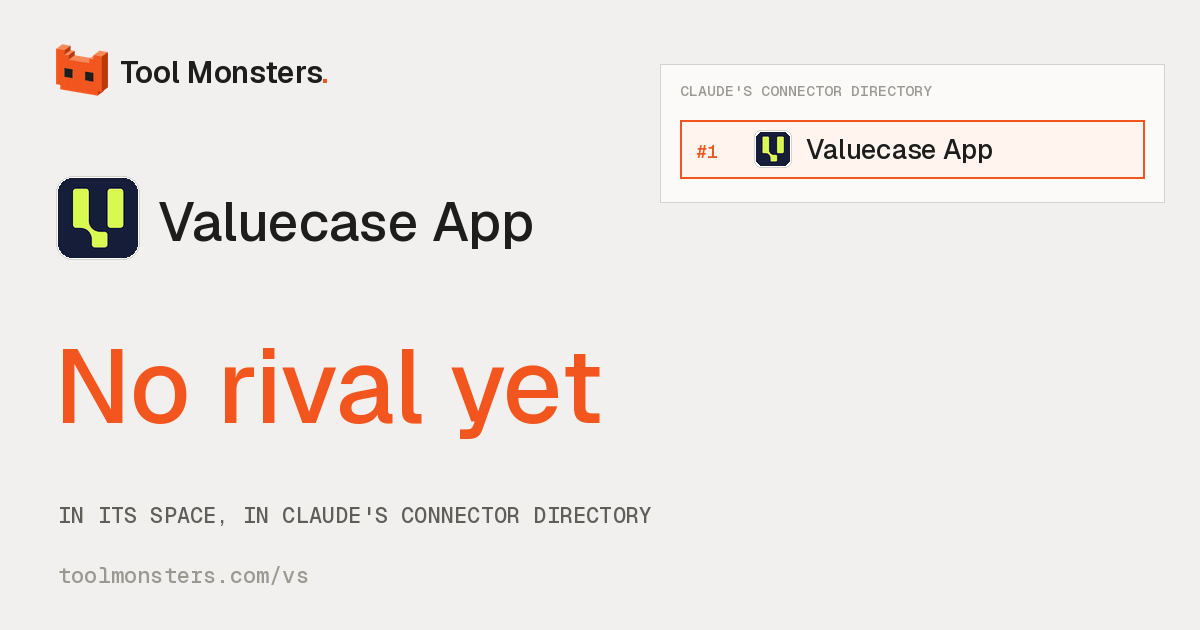 Tool Monsters.
Valuecase App
No rival yet
IN ITS SPACE, IN CLAUDE'S CONNECTOR DIRECTORY
toolmonsters.com/vs
CLAUDE'S CONNECTOR DIRECTORY
#1 Valuecase App